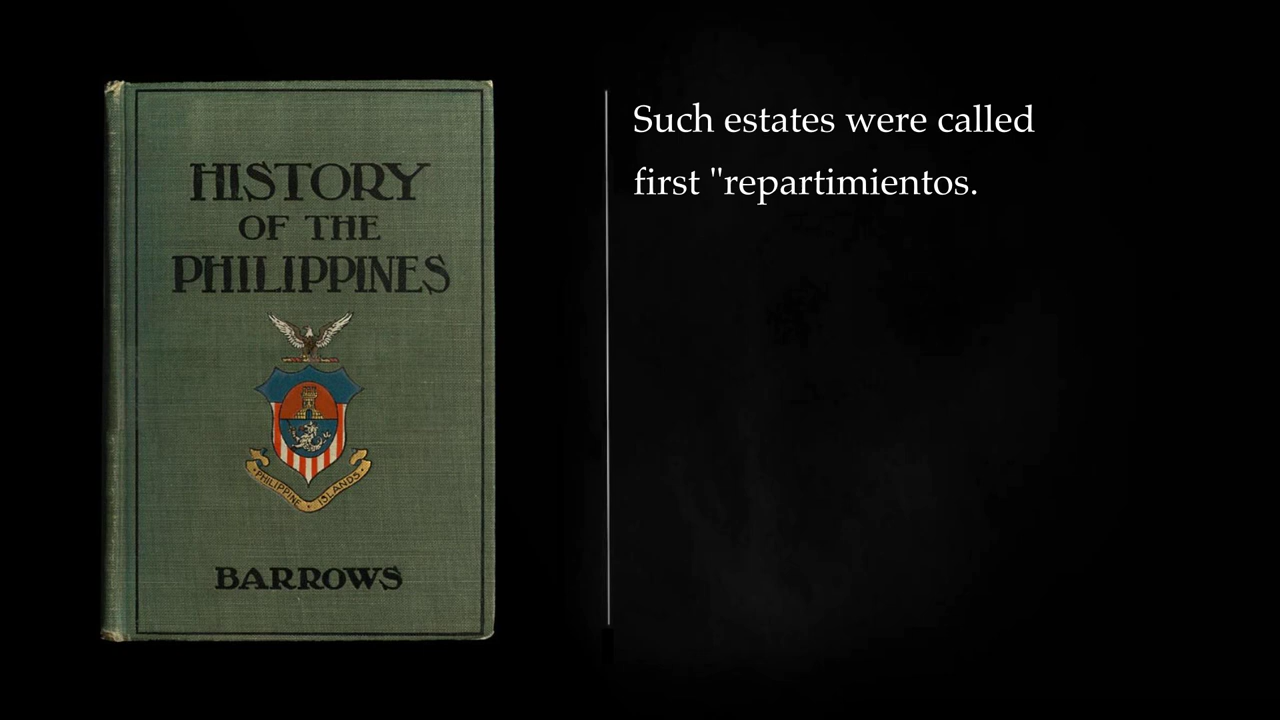 HISTORY
OF THE
PHILIPPINES
PHILIPPINE ISLANDS
BARROWS
Such estates were called
first "repartimientos.